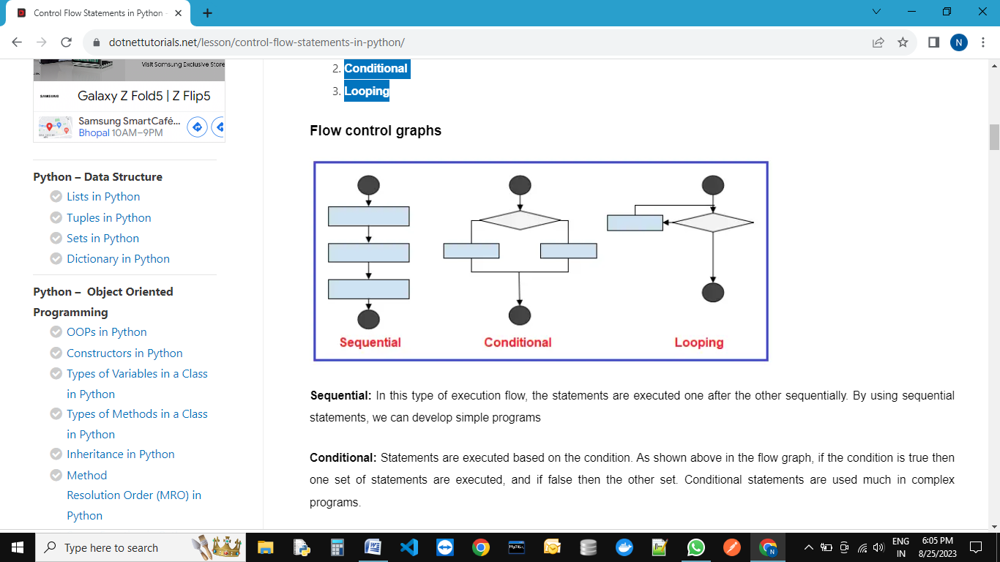 Control Flow Statements in Python -
dotnettutorials.net/lesson/control-flow-statements-in-python/
N
Visit Samsung Exclusive Store
SAMSUNG
Galaxy Z Fold5 | Z Flip5
Samsung SmartCafé...
Bhopal 10AM–9PM
Python – Data Structure
Lists in Python
Tuples in Python
Sets in Python
Dictionary in Python
Python – Object Oriented
Programming
OOPs in Python
Constructors in Python
Types of Variables in a Class
in Python
Types of Methods in a Class
in Python
Inheritance in Python
Method
Resolution Order (MRO) in
Python
2. Conditional
3. Looping
Flow control graphs
Sequential
Conditional
Looping
Sequential: In this type of execution flow, the statements are executed one after the other sequentially. By using sequential
statements, we can develop simple programs
Conditional: Statements are executed based on the condition. As shown above in the flow graph, if the condition is true then
one set of statements are executed, and if false then the other set. Conditional statements are used much in complex
programs.
Type here to search
ENG
IN
6:05 PM
8/25/2023